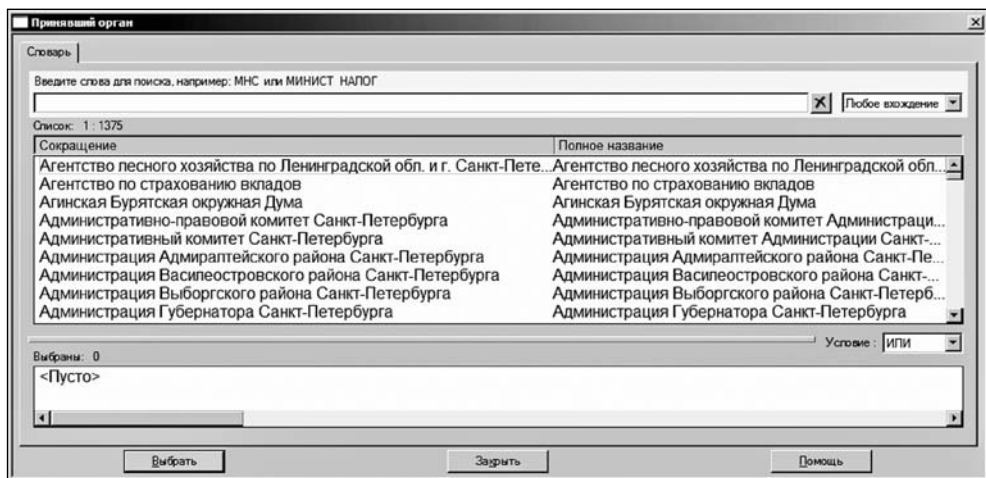 Принявший орган
Словарь
Введите слова для поиска, например: МНС или МИНИСТ НАЛОГ
Любое вхождение
Список: 1 : 1375
Сокращение Полное название
Агентство лесного хозяйства по Ленинградской обл. и г. Санкт-Пете... Агентство лесного хозяйства по Ленинградской обл...
Агентство по страхованию вкладов Агентство по страхованию вкладов
Агинская Бурятская окружная Дума Агинская Бурятская окружная Дума
Административно-правовой комитет Санкт-Петербурга Административно-правовой комитет Администраци...
Административный комитет Санкт-Петербурга Административный комитет Администрации Санкт-...
Администрация Адмиралтейского района Санкт-Петербурга Администрация Адмиралтейского района Санкт-Пе...
Администрация Василеостровского района Санкт-Петербурга Администрация Василеостровского района Санкт-...
Администрация Выборгского района Санкт-Петербурга Администрация Выборгского района Санкт-Петерб...
Администрация Губернатора Санкт-Петербурга Администрация Губернатора Санкт-Петербурга
Условие : ИЛИ
Выбраны: 0
<Пусто>
Выбрать Закрыть Помощь